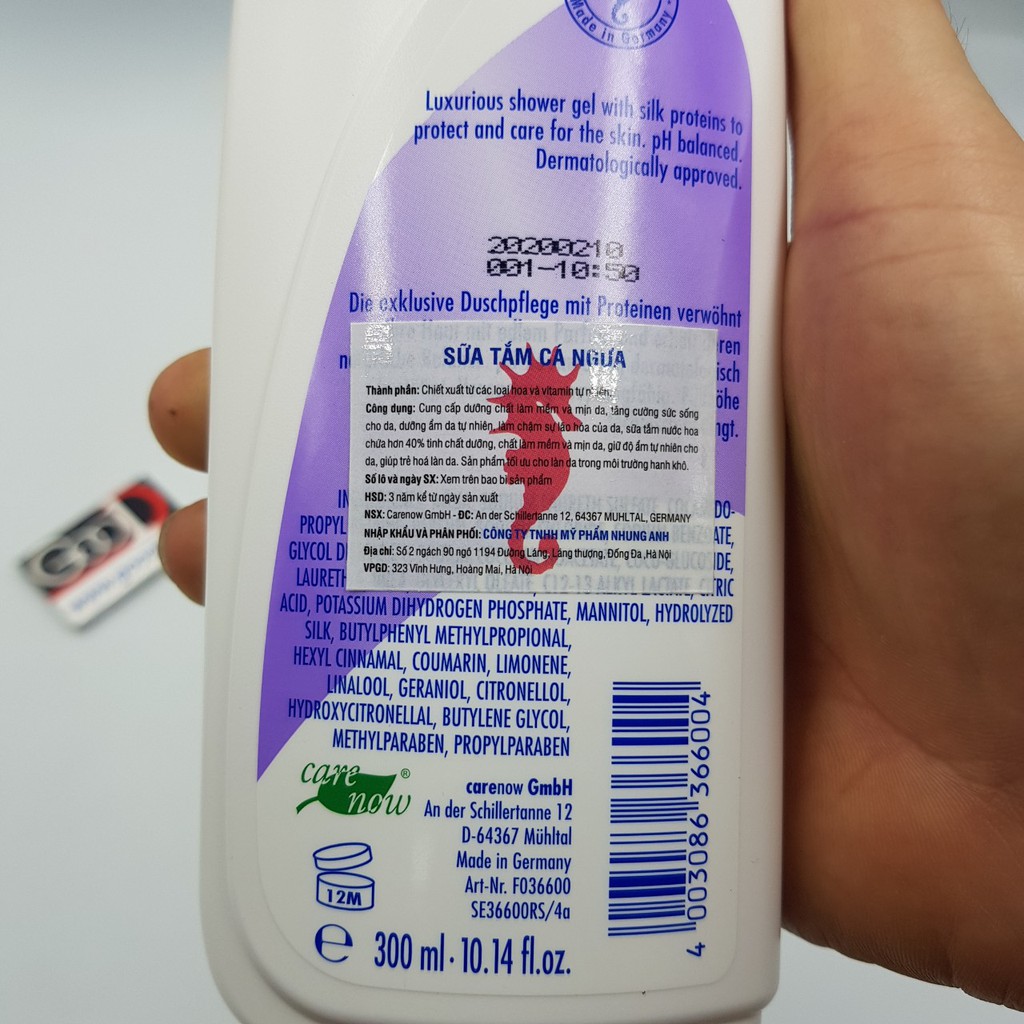 Made in Germany
Luxurious shower gel with silk proteins to
protect and care for the skin. pH balanced.
Dermatologically approved.
20200210
001-10:50
Die exklusive Duschpflege mit Proteinen verwöhnt
SỮA TẮM CÁ NGỰA
Thành phần: Chiết xuất từ các loại hoa và vitamin tự nhiên.
Công dụng: Cung cấp dưỡng chất làm mềm và mịn da, tăng cường sức sống
cho da, dưỡng ẩm da tự nhiên, làm chậm sự lão hóa của da, sữa tắm nước hoa
chứa hơn 40% tinh chất dưỡng, chất làm mềm và mịn da, giữ độ ẩm tự nhiên cho
da, giúp trẻ hoá làn da. Sản phẩm tối ưu cho làn da trong môi trường hanh khô.
Số lô và ngày SX: Xem trên bao bì sản phẩm
HSD: 3 năm kể từ ngày sản xuất
NSX: Carenow GmbH - ĐC: An der Schillertanne 12, 64367 MUHLTAL, GERMANY
NHẬP KHẨU VÀ PHÂN PHỐI: CÔNG TY TNHH MỸ PHẨM NHUNG ANH
Địa chỉ: Số 2 ngách 90 ngõ 1194 Đường Láng, Láng thượng, Đống Đa ,Hà Nội
VPGD: 323 Vĩnh Hưng, Hoàng Mai, Hà Nội
PROPYL
GLYCOL
LAURETH C12-13 ALKYL LACTATE, CITRIC
ACID, POTASSIUM DIHYDROGEN PHOSPHATE, MANNITOL, HYDROLYZED
SILK, BUTYLPHENYL METHYLPROPIONAL,
HEXYL CINNAMAL, COUMARIN, LIMONENE,
LINALOOL, GERANIOL, CITRONELLOL,
HYDROXYCITRONELLAL, BUTYLENE GLYCOL,
METHYLPARABEN, PROPYLPARABEN
care now ®
carenow GmbH
An der Schillertanne 12
D-64367 Mühltal
Made in Germany
Art-Nr. F036600
SE36600RS/4a
12M
e 300 ml · 10.14 fl.oz.
4 003086 366004